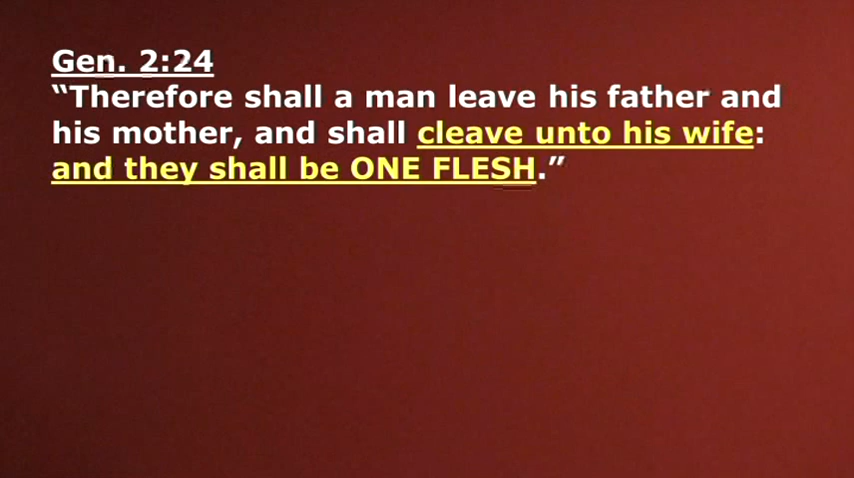 Gen. 2:24
“Therefore shall a man leave his father and
his mother, and shall cleave unto his wife:
and they shall be ONE FLESH.”